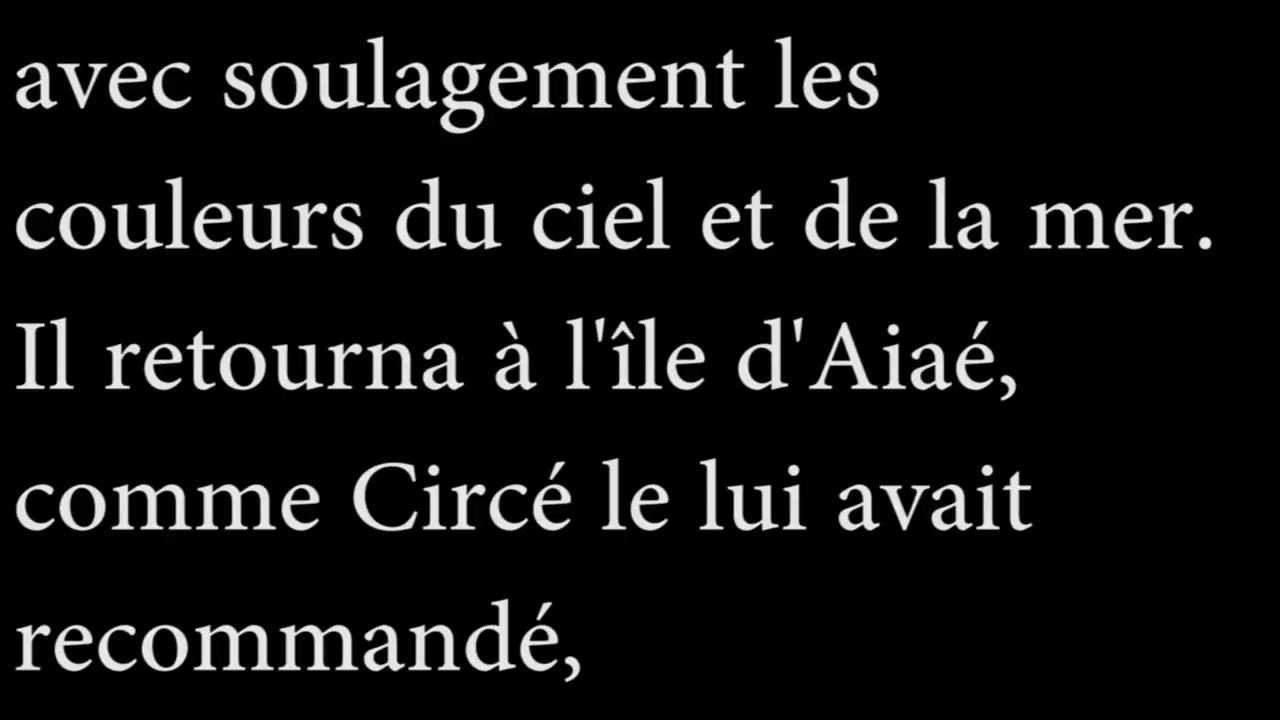 avec soulagement les
couleurs du ciel et de la mer.
Il retourna à l'île d'Aiaé,
comme Circé le lui avait
recommandé,